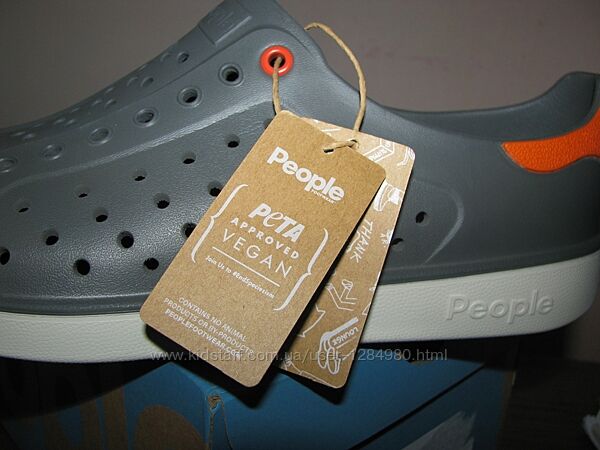 People
FOOTWEAR
PETA
APPROVED
VEGAN
Join Us to #EndSpeciesism
CONTAINS NO ANIMAL
PRODUCTS OR BY-PRODUCTS
PEOPLEFOOTWEAR.COM
THANK
LOUNGE
People
www.kidstaff.com.ua/user-1284980.html